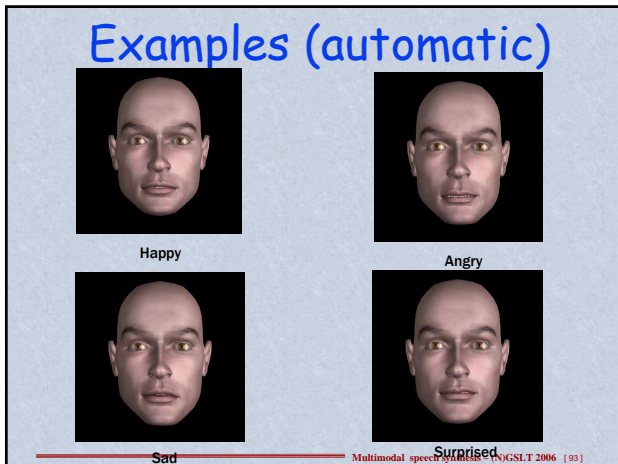 Examples (automatic)
Happy
Angry
Sad
Surprised
Multimodal speech synthesis – (N)GSLT 2006 [ 93 ]